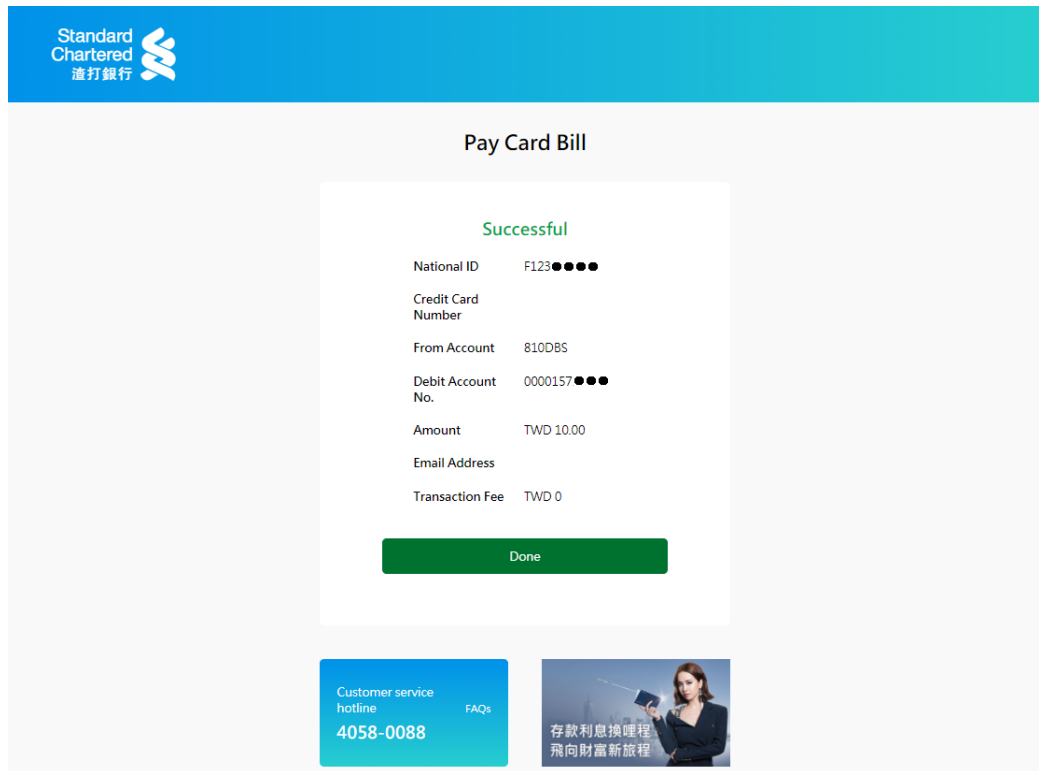 Standard
Chartered
渣打銀行
Pay Card Bill
Successful
National ID F123●●●●
Credit Card
Number
From Account 810DBS
Debit Account 0000157●●●
No.
Amount TWD 10.00
Email Address
Transaction Fee TWD 0
Done
Customer service
hotline FAQs
4058-0088
存款利息換哩程
飛向財富新旅程